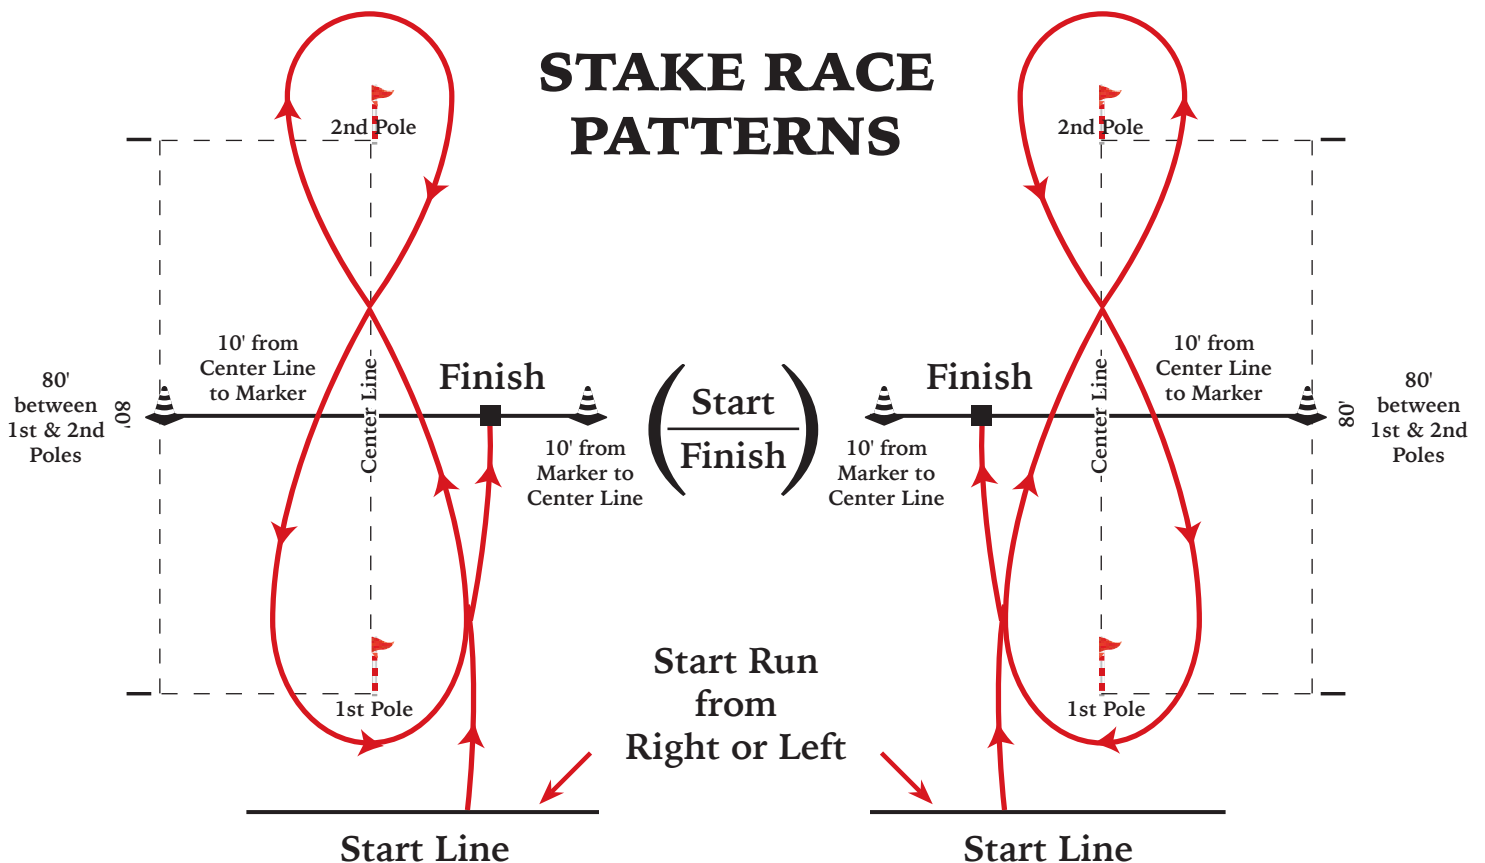 STAKE RACE
PATTERNS
2nd Pole
2nd Pole
10' from
Center Line
to Marker
Finish
80'
between
1st & 2nd
Poles
80'
Center Line
10' from
Marker to
Center Line
Start
Finish
Finish
10' from
Marker to
Center Line
Center Line
10' from
Center Line
to Marker
80'
80'
between
1st & 2nd
Poles
1st Pole
1st Pole
Start Run
from
Right or Left
Start Line
Start Line